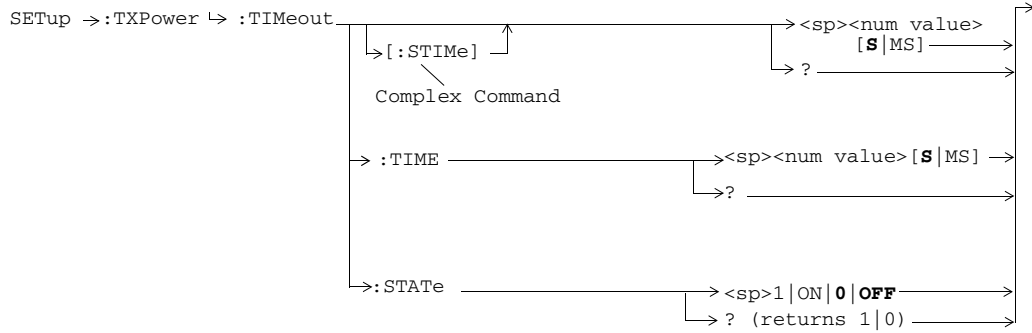 SETup :TXPower :TIMeout <sp><num value>
[:STIMe] [S|MS]
?
Complex Command
:TIME <sp><num value>[S|MS]
?
:STATe <sp>1|ON|0|OFF
? (returns 1|0)